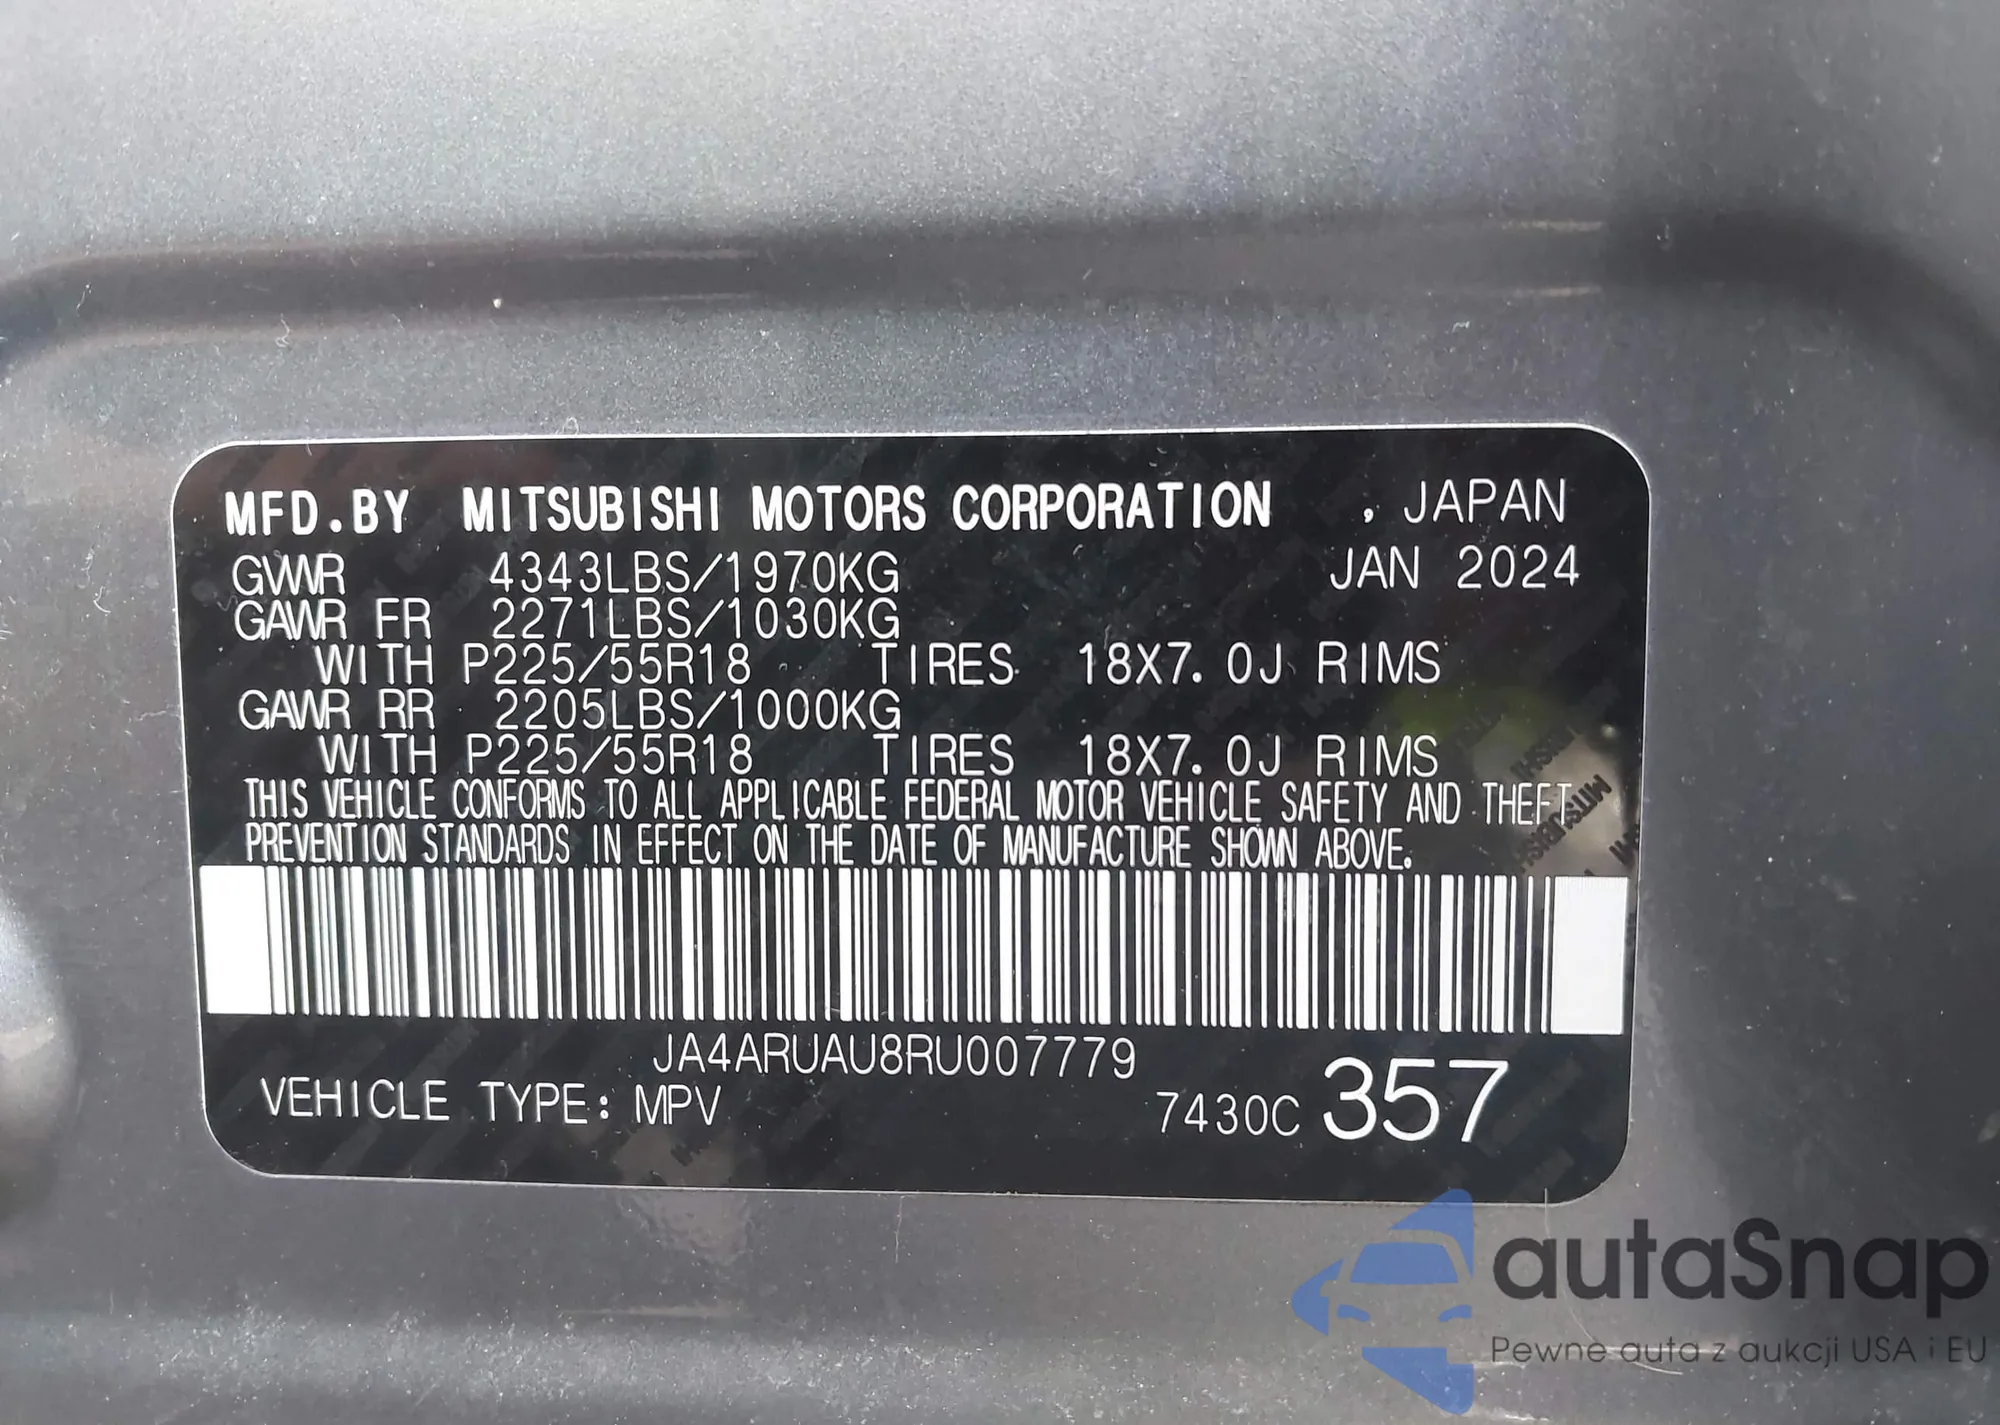 MFD.BY MITSUBISHI MOTORS CORPORATION , JAPAN
GVWR 4343LBS/1970KG JAN 2024
GAWR FR 2271LBS/1030KG
WITH P225/55R18 TIRES 18X7.0J RIMS
GAWR RR 2205LBS/1000KG
WITH P225/55R18 TIRES 18X7.0J RIMS
THIS VEHICLE CONFORMS TO ALL APPLICABLE FEDERAL MOTOR VEHICLE SAFETY AND THEFT
PREVENTION STANDARDS IN EFFECT ON THE DATE OF MANUFACTURE SHOWN ABOVE.
JA4ARUAU8RU007779
VEHICLE TYPE: MPV 7430C 357
autaSnap
Pewne auta z aukcji USA i EU